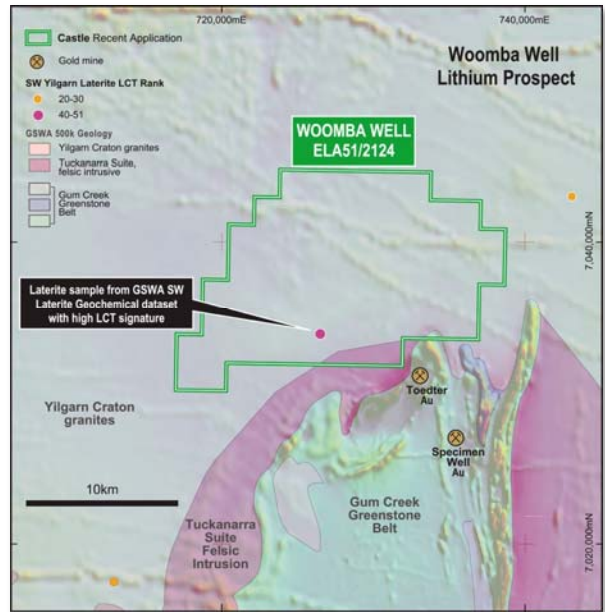 720,000mE
740,000mE
Castle Recent Application
Gold mine
SW Yilgarn Laterite LCT Rank
20-30
40-51
GSWA 500k Geology
Yilgarn Craton granites
Tuckanarra Suite,
felsic intrusive
Gum Creek
Greenstone
Belt
Woomba Well
Lithium Prospect
WOOMBA WELL
ELA51/2124
7,040,000mN
Laterite sample from GSWA SW
Laterite Geochemical dataset
with high LCT signature
Toedter
Au
Yilgarn Craton
granites
Specimen
Well
Au
10km
Gum Creek
Greenstone
Belt
Tuckanarra
Suite
Felsic
Intrusion
7,020,000mN